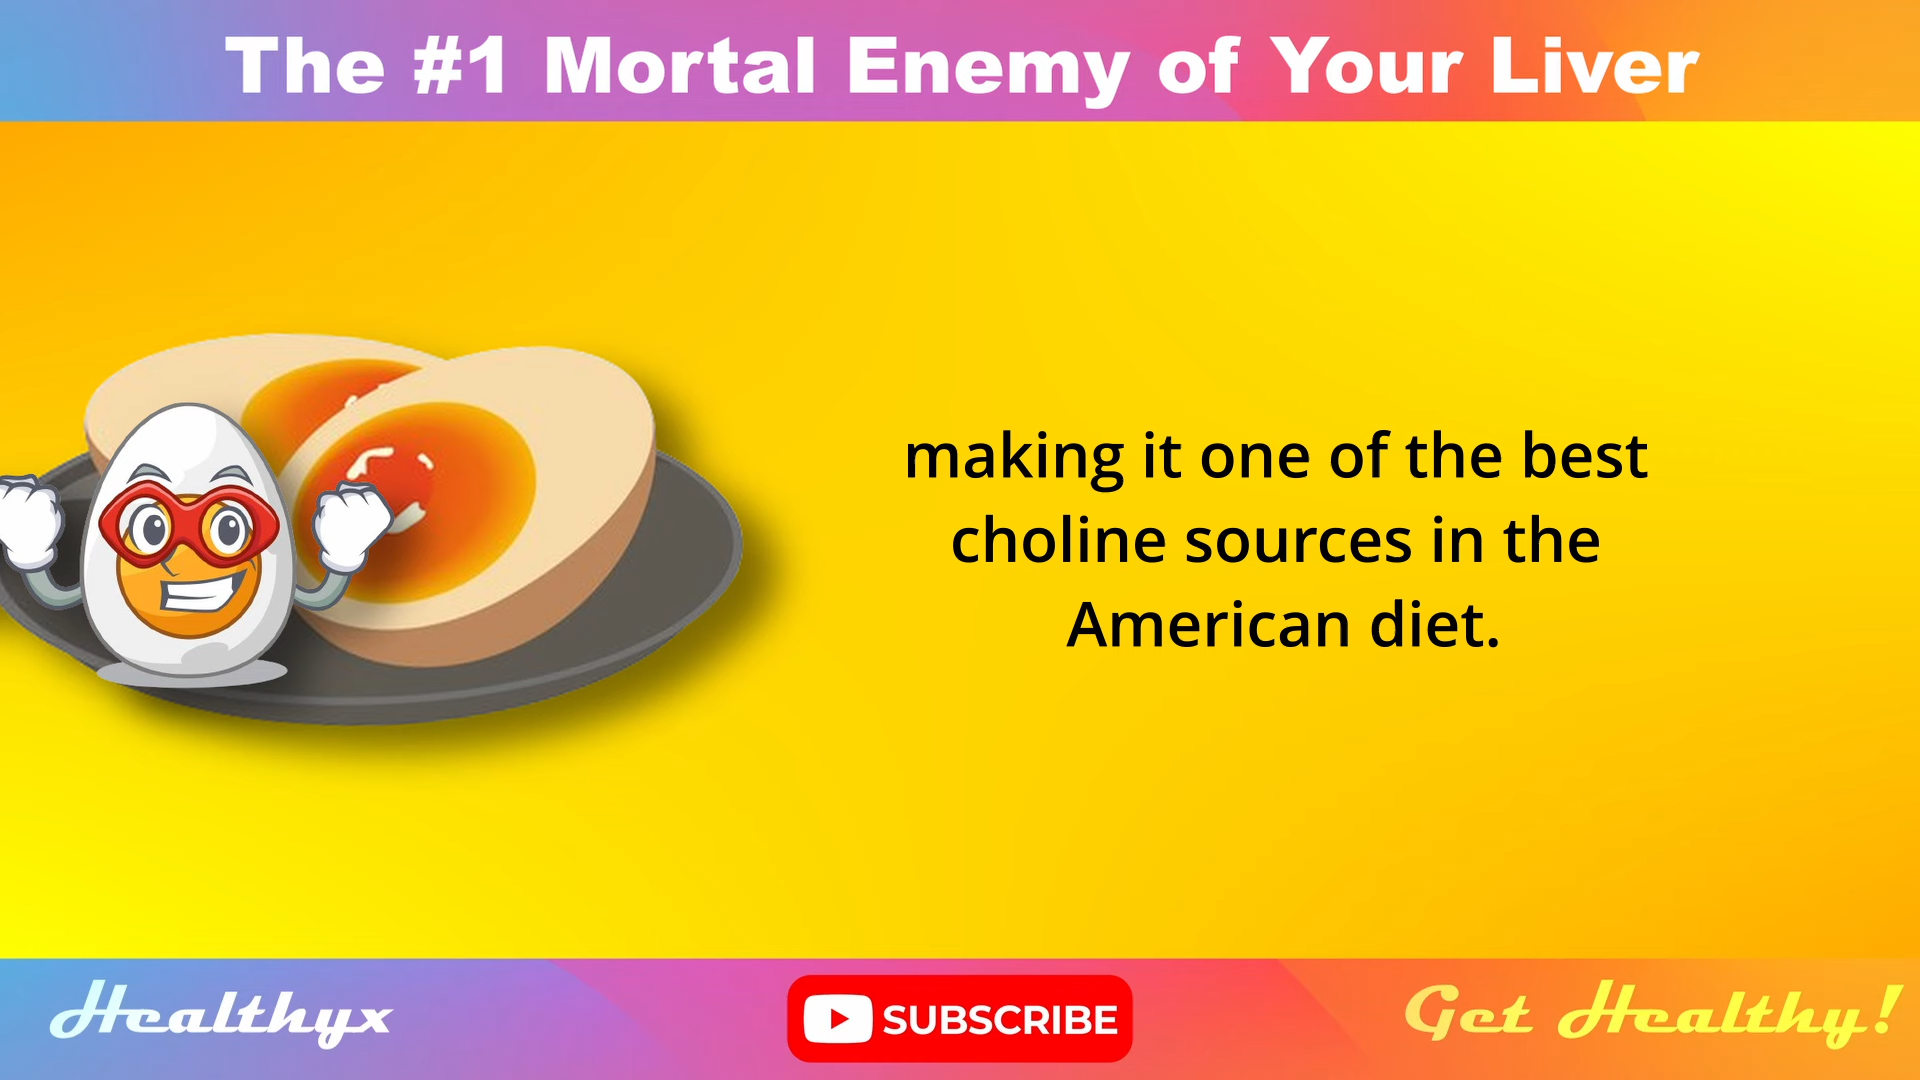 The #1 Mortal Enemy of Your Liver
making it one of the best
choline sources in the
American diet.
Healthyx
SUBSCRIBE
Get Healthy!